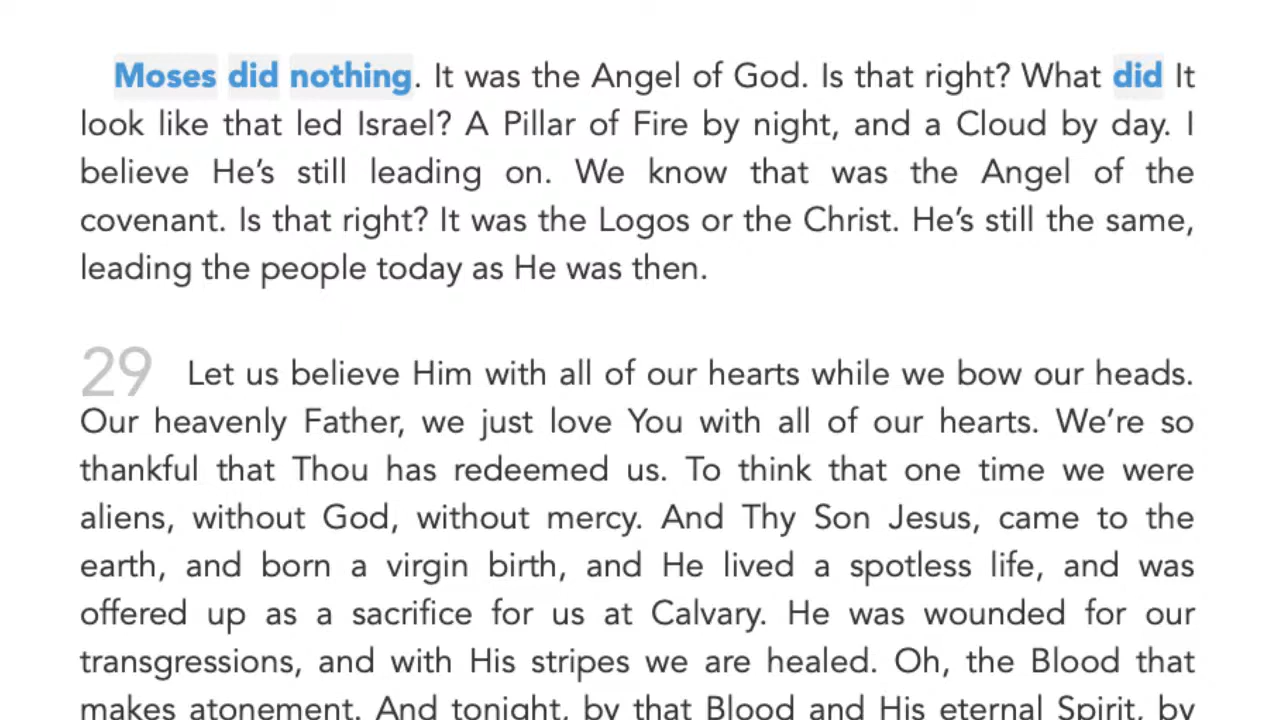 Moses did nothing. It was the Angel of God. Is that right? What did It
look like that led Israel? A Pillar of Fire by night, and a Cloud by day. I
believe He’s still leading on. We know that was the Angel of the
covenant. Is that right? It was the Logos or the Christ. He’s still the same,
leading the people today as He was then.
29 Let us believe Him with all of our hearts while we bow our heads.
Our heavenly Father, we just love You with all of our hearts. We’re so
thankful that Thou has redeemed us. To think that one time we were
aliens, without God, without mercy. And Thy Son Jesus, came to the
earth, and born a virgin birth, and He lived a spotless life, and was
offered up as a sacrifice for us at Calvary. He was wounded for our
transgressions, and with His stripes we are healed. Oh, the Blood that
makes atonement. And tonight, by that Blood and His eternal Spirit, by